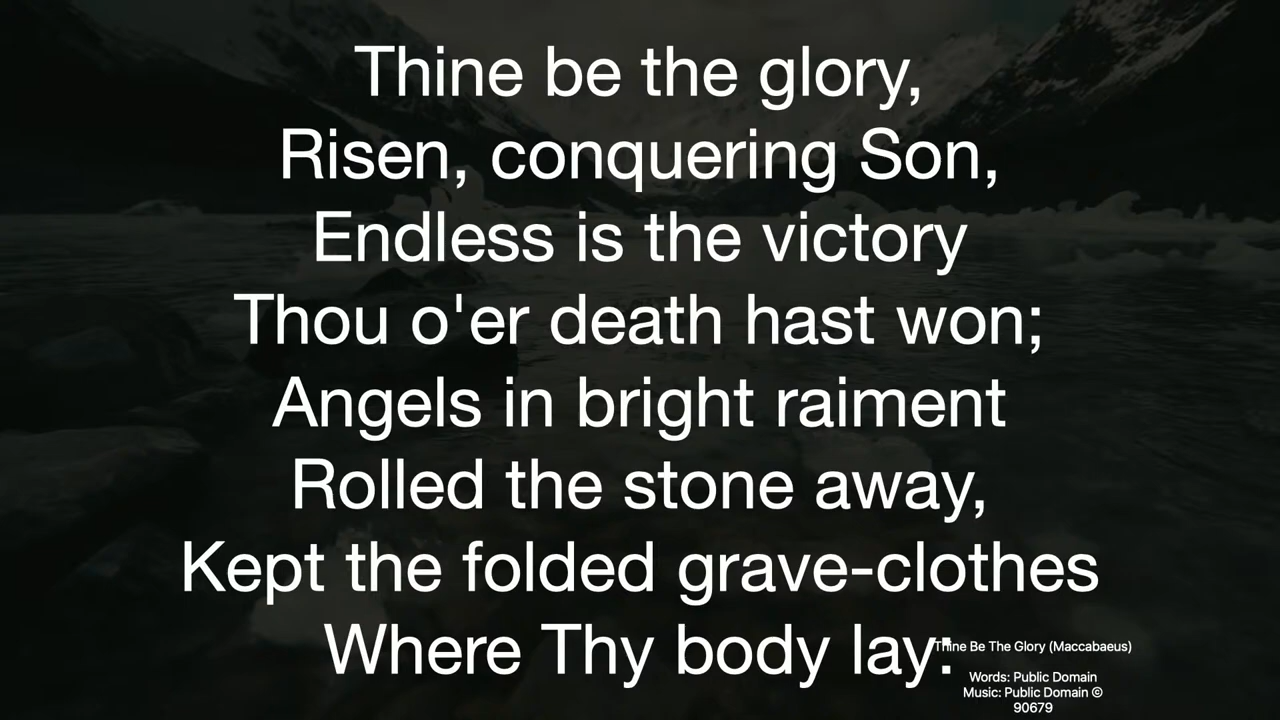 Thine be the glory,
Risen, conquering Son,
Endless is the victory
Thou o'er death hast won;
Angels in bright raiment
Rolled the stone away,
Kept the folded grave-clothes
Where Thy body lay:
Thine Be The Glory (Maccabaeus)
Words: Public Domain
Music: Public Domain ©
90679